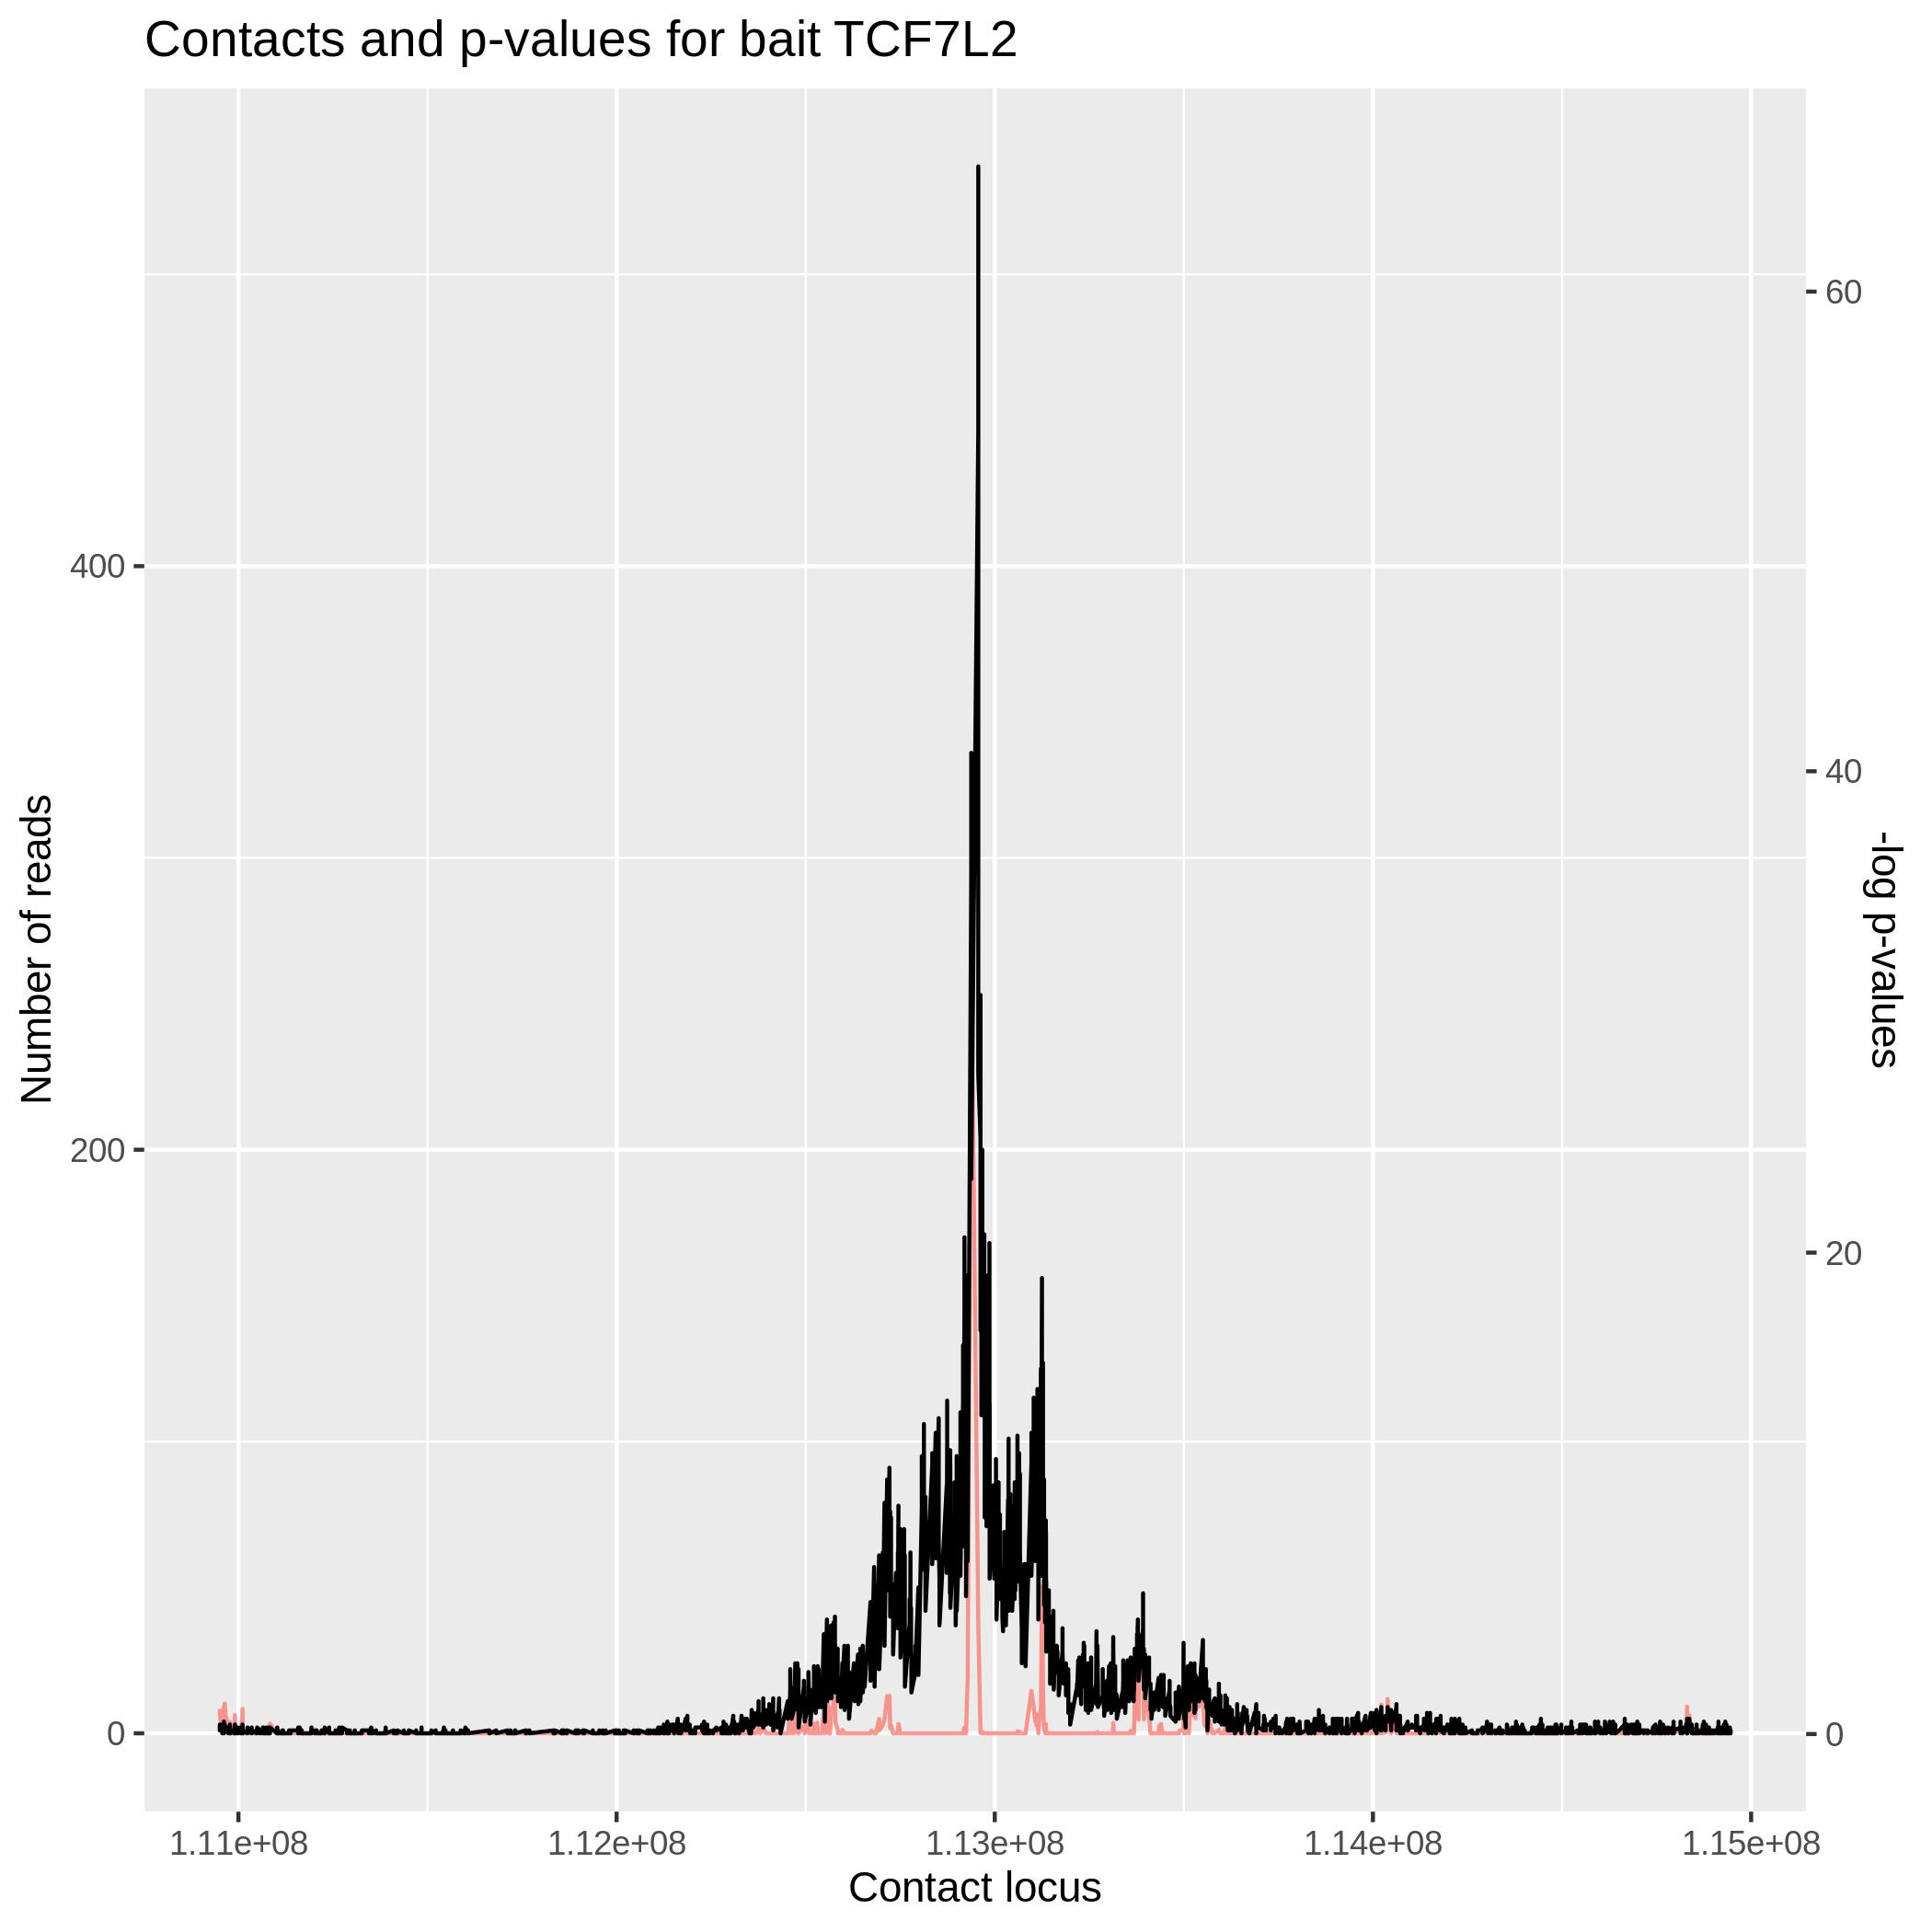 Contacts and p-values for bait TCF7L2
Number of reads
400
200
0
60
40
20
0
-log p-values
1.11e+08
1.12e+08
1.13e+08
1.14e+08
1.15e+08
Contact locus